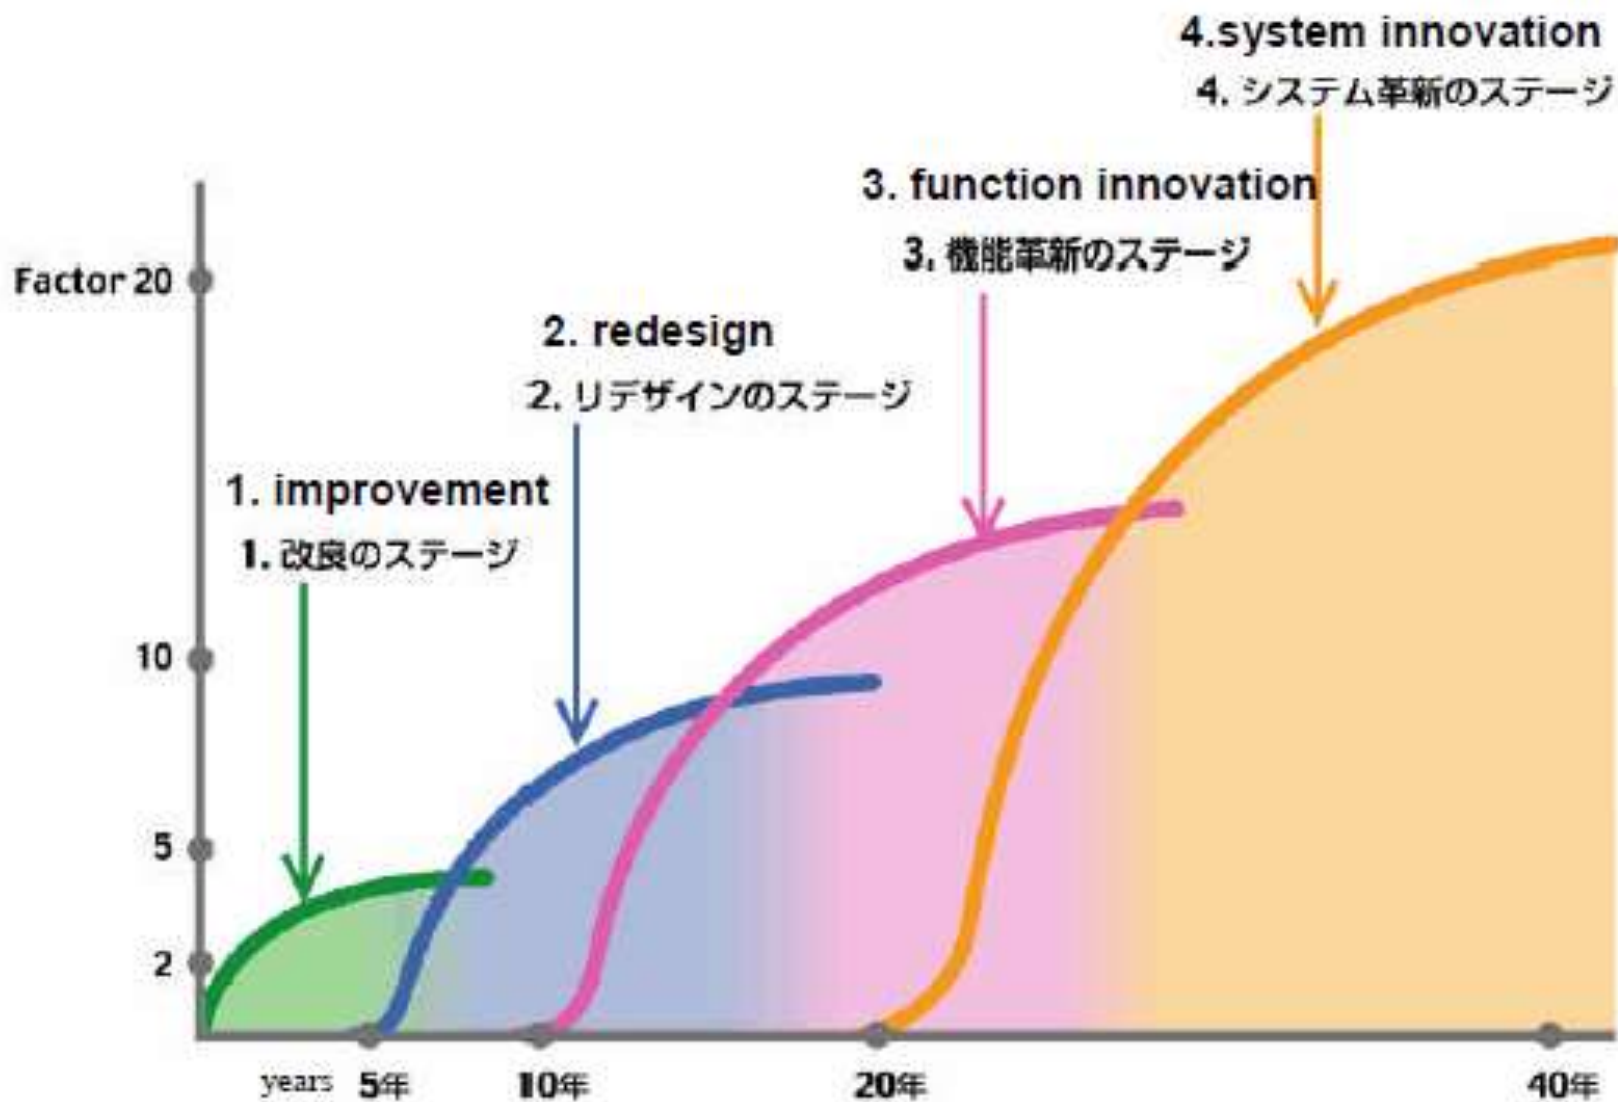 4.system innovation
4. システム革新のステージ
3. function innovation
3. 機能革新のステージ
Factor 20
2. redesign
2. リデザインのステージ
1. improvement
1. 改良のステージ
10
5
2
years 5年 10年 20年 40年